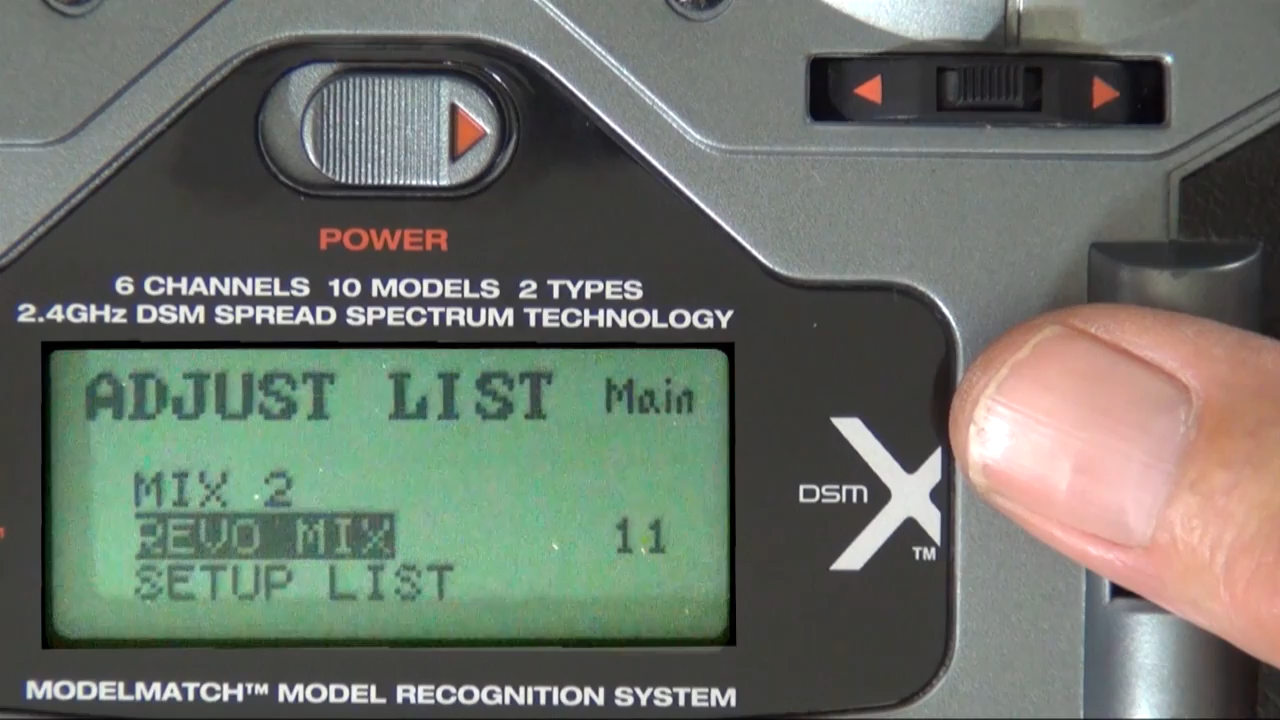 POWER
6 CHANNELS 10 MODELS 2 TYPES
2.4GHz DSM SPREAD SPECTRUM TECHNOLOGY
ADJUST LIST Main
MIX 2
REVO MIX 11
SETUP LIST
DSM X TM
MODELMATCH™ MODEL RECOGNITION SYSTEM